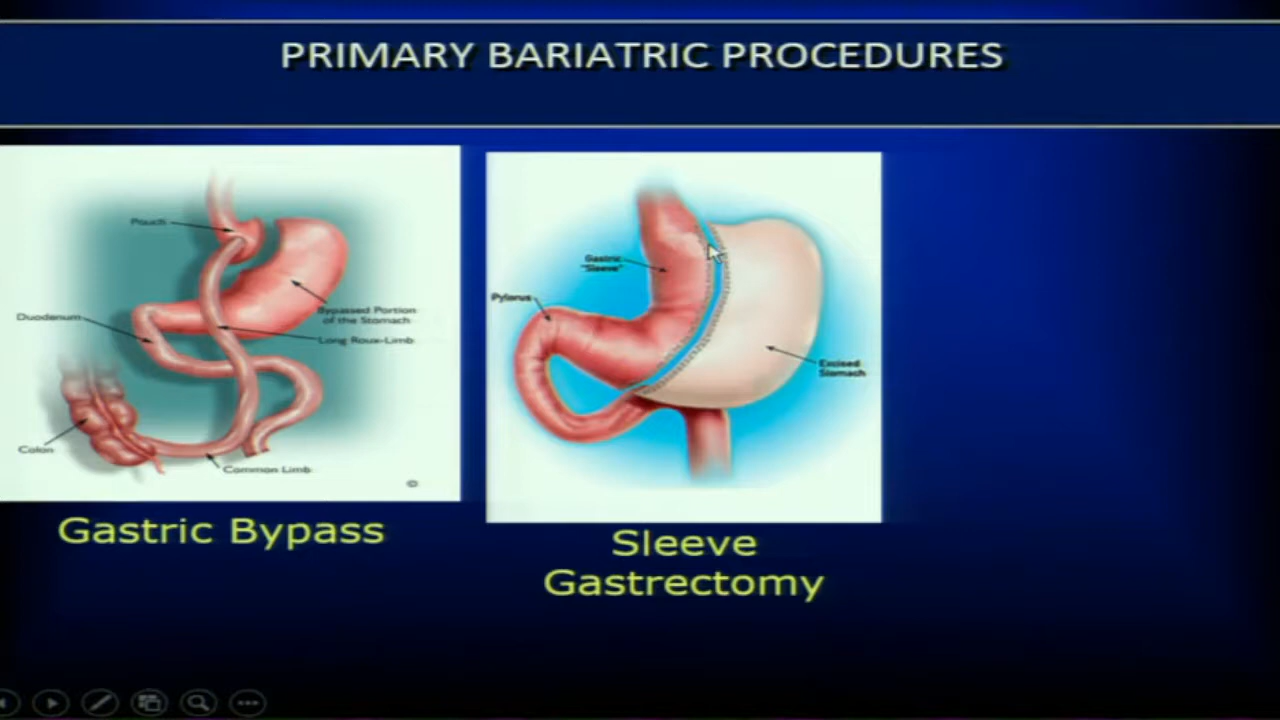 PRIMARY BARIATRIC PROCEDURES
Pouch
Duodenum
Bypassed Portion
of the Stomach
Long Roux-Limb
Colon
Common Limb
©
Gastric Bypass
Gastric
"Sleeve"
Pylorus
Excised
Stomach
Sleeve
Gastrectomy